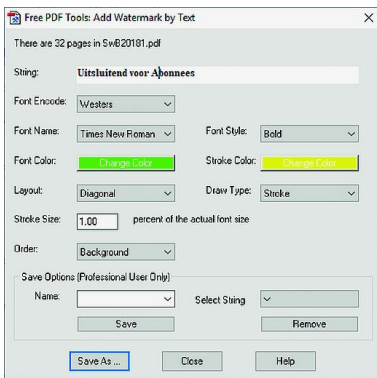 Free PDF Tools: Add Watermark by Text
There are 32 pages in SwB20181.pdf
String: Uitsluitend voor Abonnees
Font Encode: Westers
Font Name: Times New Roman Font Style: Bold
Font Color: Change Color Stroke Color: Change Color
Layout: Diagonal Draw Type: Stroke
Stroke Size: 1.00 percent of the actual font size
Order: Background
Save Options (Professional User Only)
Name: Select String
Save Remove
Save As ... Close Help